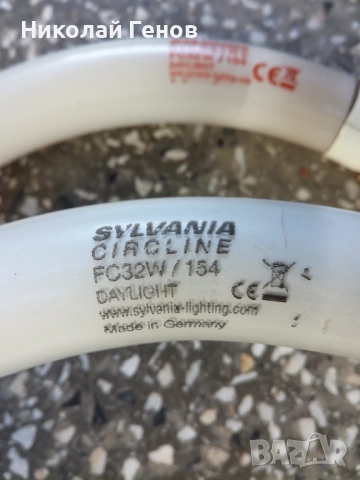 Николай Генов
SYLVANIA
CIRCLINE
FC32W/154
DAYLIGHT CE
www.sylvania-lighting.com
Made in Germany
BAZAR